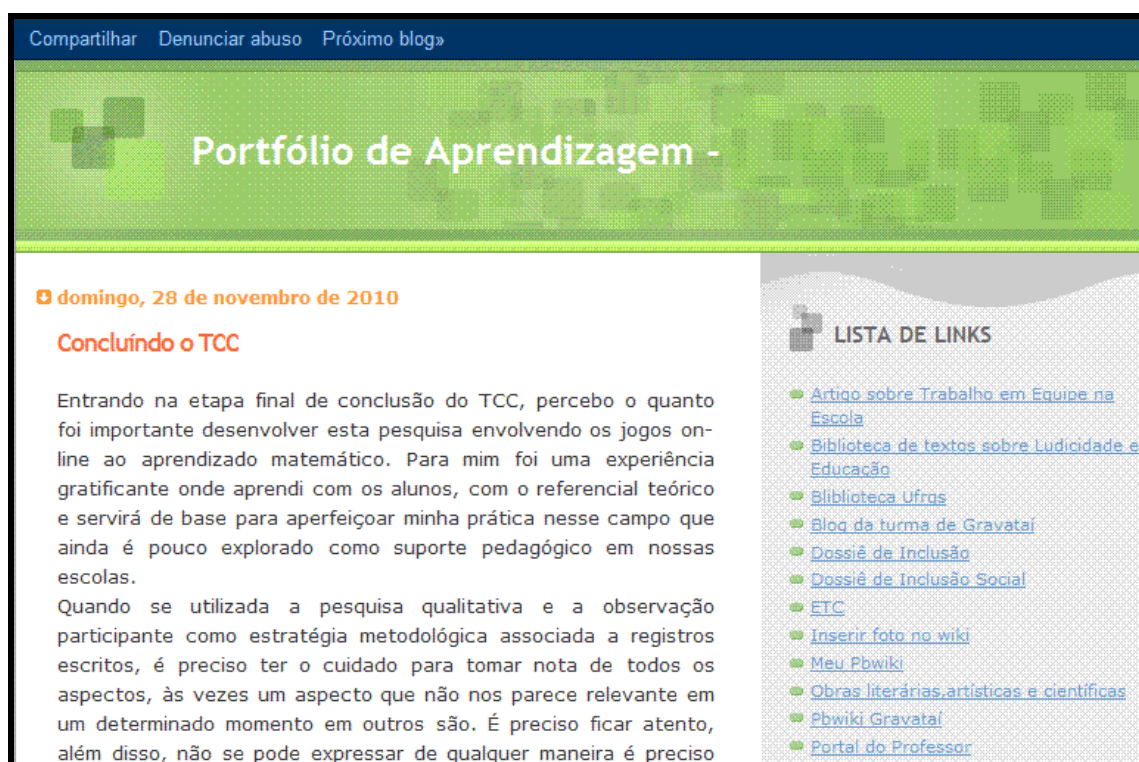 Compartilhar Denunciar abuso Próximo blog»
Portfólio de Aprendizagem -
domingo, 28 de novembro de 2010
Concluíndo o TCC
Entrando na etapa final de conclusão do TCC, percebo o quanto
foi importante desenvolver esta pesquisa envolvendo os jogos on-
line ao aprendizado matemático. Para mim foi uma experiência
gratificante onde aprendi com os alunos, com o referencial teórico
e servirá de base para aperfeiçoar minha prática nesse campo que
ainda é pouco explorado como suporte pedagógico em nossas
escolas.
Quando se utilizada a pesquisa qualitativa e a observação
participante como estratégia metodológica associada a registros
escritos, é preciso ter o cuidado para tomar nota de todos os
aspectos, às vezes um aspecto que não nos parece relevante em
um determinado momento em outros são. É preciso ficar atento,
além disso, não se pode expressar de qualquer maneira é preciso
LISTA DE LINKS
Artigo sobre Trabalho em Equipe na
Escola
Biblioteca de textos sobre Ludicidade e
Educação
Bliblioteca Ufrgs
Blog da turma de Gravataí
Dossiê de Inclusão
Dossiê de Inclusão Social
ETC
Inserir foto no wiki
Meu Pbwiki
Obras literárias,artísticas e científicas
Pbwiki Gravataí
Portal do Professor